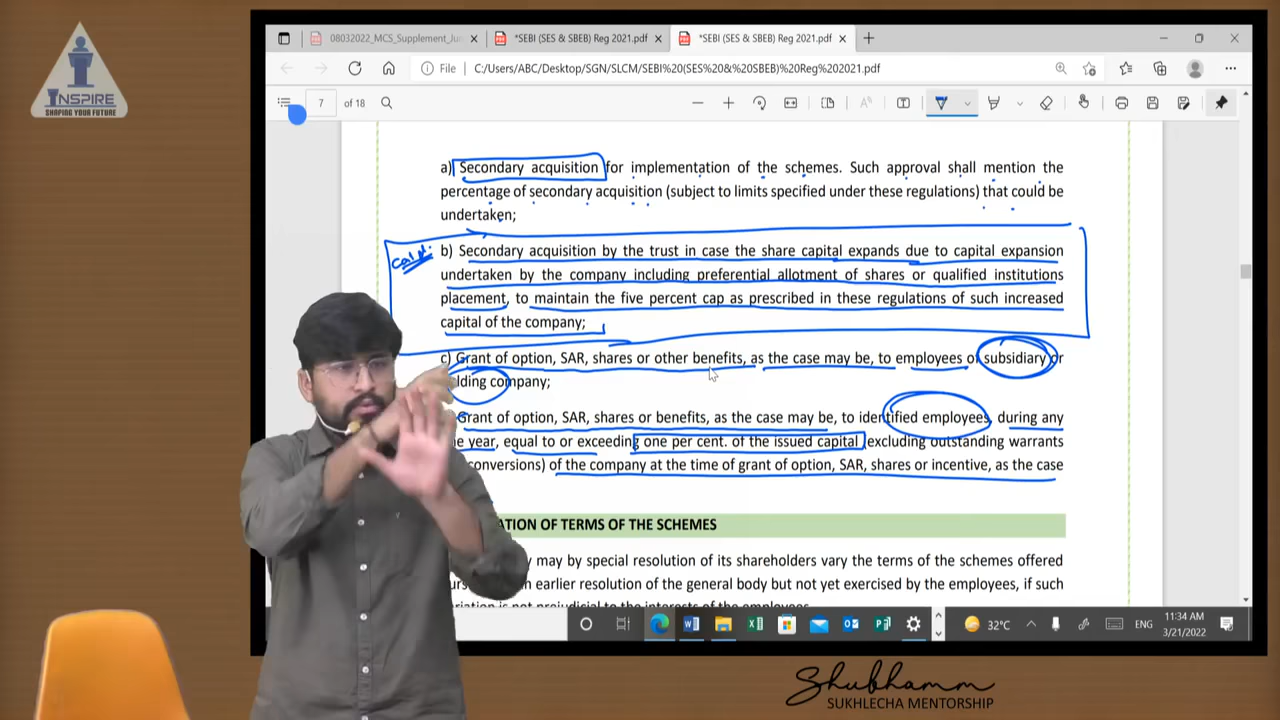 INSPIRE
SHAPING YOUR FUTURE
08032022_MCS_Supplement_Ju
*SEBI (SES & SBEB) Reg 2021.pdf
*SEBI (SES & SBEB) Reg 2021.pdf
File
C:/Users/ABC/Desktop/SGN/SLCM/SEBI%20(SES%20&%20SBEB)%20Reg%202021.pdf
7 of 18
a) Secondary acquisition for implementation of the schemes. Such approval shall mention the
percentage of secondary acquisition (subject to limits specified under these regulations) that could be
undertaken;
b) Secondary acquisition by the trust in case the share capital expands due to capital expansion
undertaken by the company including preferential allotment of shares or qualified institutions
placement, to maintain the five percent cap as prescribed in these regulations of such increased
capital of the company;
c) Grant of option, SAR, shares or other benefits, as the case may be, to employees of subsidiary or
lding company;
Grant of option, SAR, shares or benefits, as the case may be, to identified employees, during any
ne year, equal to or exceeding one per cent. of the issued capital (excluding outstanding warrants
conversions) of the company at the time of grant of option, SAR, shares or incentive, as the case
ATION OF TERMS OF THE SCHEMES
y may by special resolution of its shareholders vary the terms of the schemes offered
n earlier resolution of the general body but not yet exercised by the employees, if such
riation is not prejudicial to the interests of the employees
32°C
ENG
11:34 AM
3/21/2022
Shubhamm
SUKHLECHA MENTORSHIP